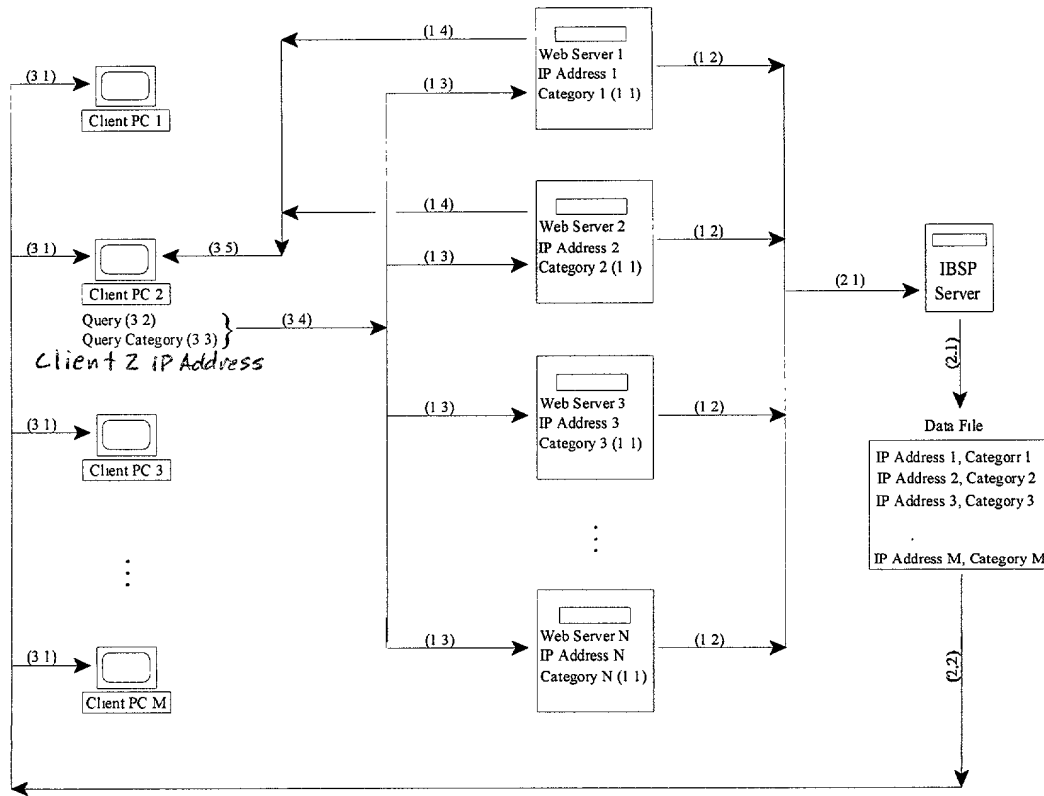 (3 1)
Client PC 1
(3 1)
(3 5)
Client PC 2
Query (3 2)
Query Category (3 3)
(3 4)
Client 2 iP Address
(3 1)
Client PC 3
(3 1)
Client PC M
(1 4)
Web Server 1
IP Address 1
Category 1 (1 1)
(1 3)
(1 2)
(1 4)
Web Server 2
IP Address 2
Category 2 (1 1)
(1 3)
(1 2)
(1 3)
Web Server 3
IP Address 3
Category 3 (1 1)
(1 2)
(1 3)
Web Server N
IP Address N
Category N (1 1)
(1 2)
(2 1)
IBSP
Server
(2.1)
Data File
IP Address 1, Categorr 1
IP Address 2, Category 2
IP Address 3, Category 3
IP Address M, Category M
(2.2)